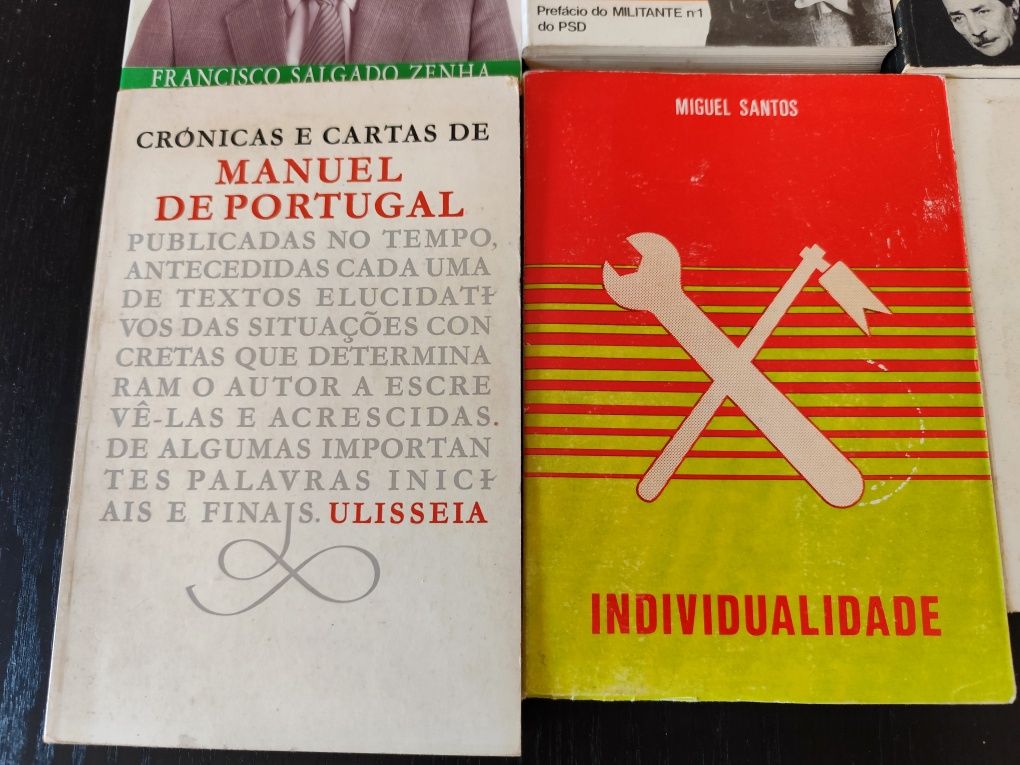 Prefácio do MILITANTE nº1
do PSD
FRANCISCO SALGADO ZENHA
CRÓNICAS E CARTAS DE
MANUEL
DE PORTUGAL
PUBLICADAS NO TEMPO,
ANTECEDIDAS CADA UMA
DE TEXTOS ELUCIDATI
VOS DAS SITUAÇÕES CON
CRETAS QUE DETERMINA
RAM O AUTOR A ESCRE
VÊ-LAS E ACRESCIDAS
DE ALGUMAS IMPORTAN
TES PALAVRAS INICI
AIS E FINAIS. ULISSEIA
MIGUEL SANTOS
INDIVIDUALIDADE